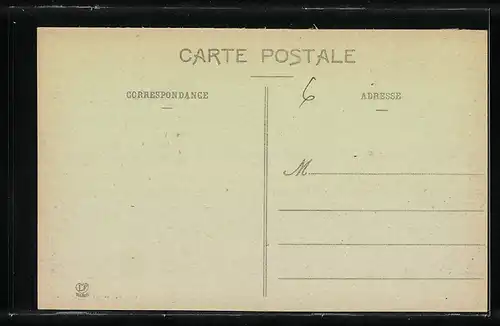 CARTE POSTALE
CORRESPONDANCE
6
ADRESSE
M